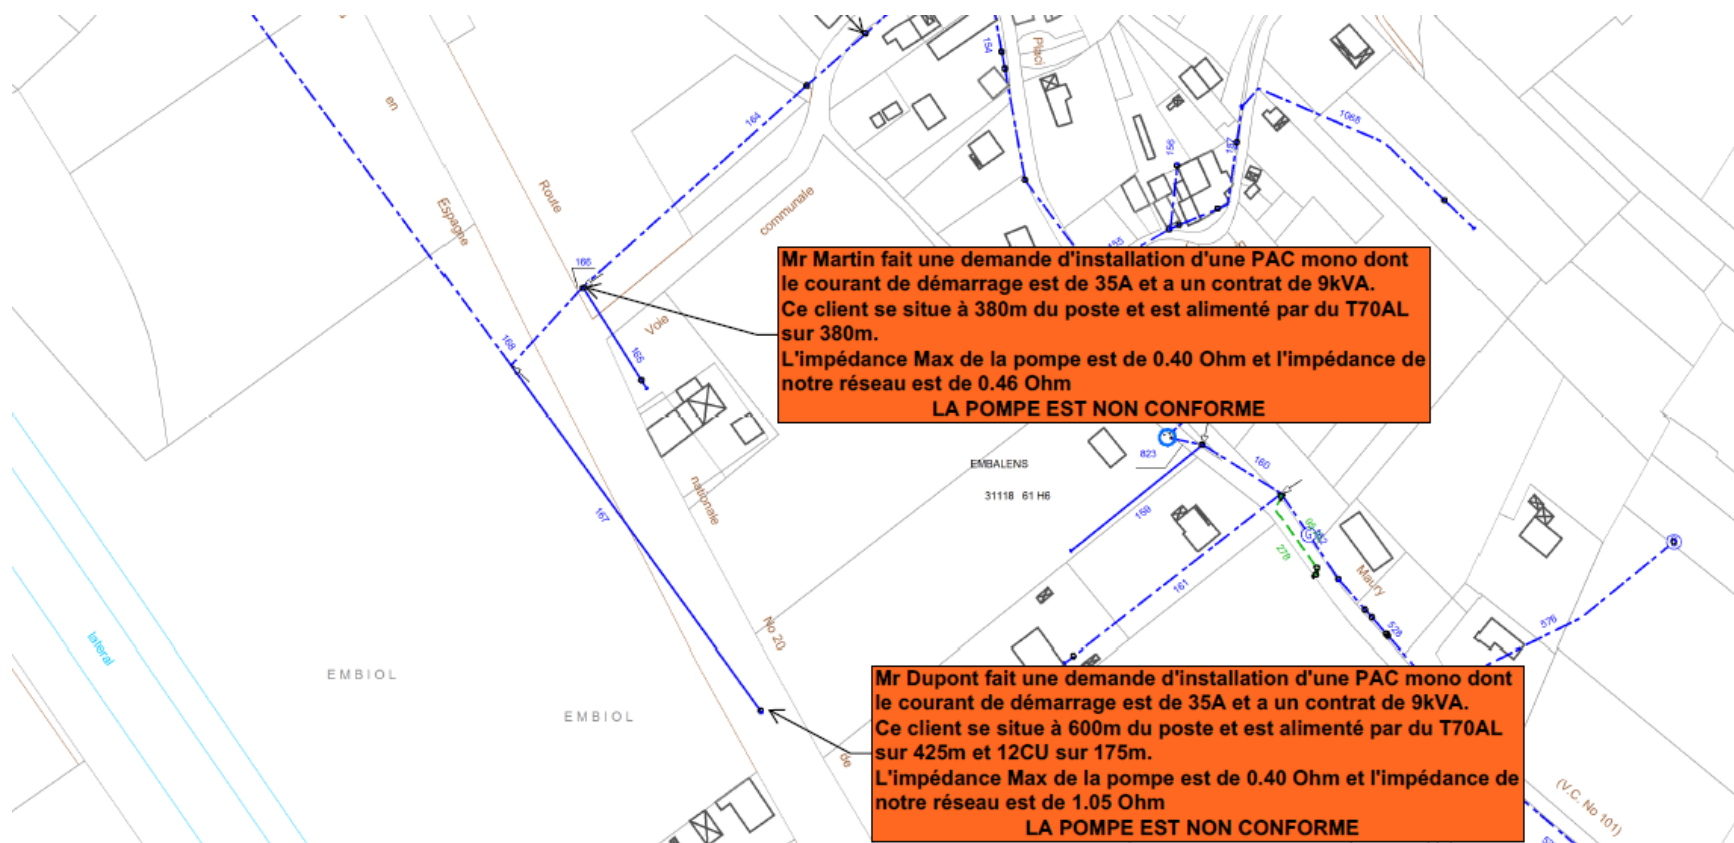 154
Placi
en
164
1068
156
157
Route
communale
Espagne
166
155
Mr Martin fait une demande d'installation d'une PAC mono dont
le courant de démarrage est de 35A et a un contrat de 9kVA.
Ce client se situe à 380m du poste et est alimenté par du T70AL
sur 380m.
L'impédance Max de la pompe est de 0.40 Ohm et l'impédance de
notre réseau est de 0.46 Ohm
LA POMPE EST NON CONFORME
Voie
168
165
823
EMBALENS
160
31118 61 H6
nationale
167
159
G
278
Maury
161
lateral
No 20
528
576
EMBIOL
EMBIOL
Mr Dupont fait une demande d'installation d'une PAC mono dont
le courant de démarrage est de 35A et a un contrat de 9kVA.
Ce client se situe à 600m du poste et est alimenté par du T70AL
sur 425m et 12CU sur 175m.
L'impédance Max de la pompe est de 0.40 Ohm et l'impédance de
notre réseau est de 1.05 Ohm
LA POMPE EST NON CONFORME
de
(V.C. No 101)